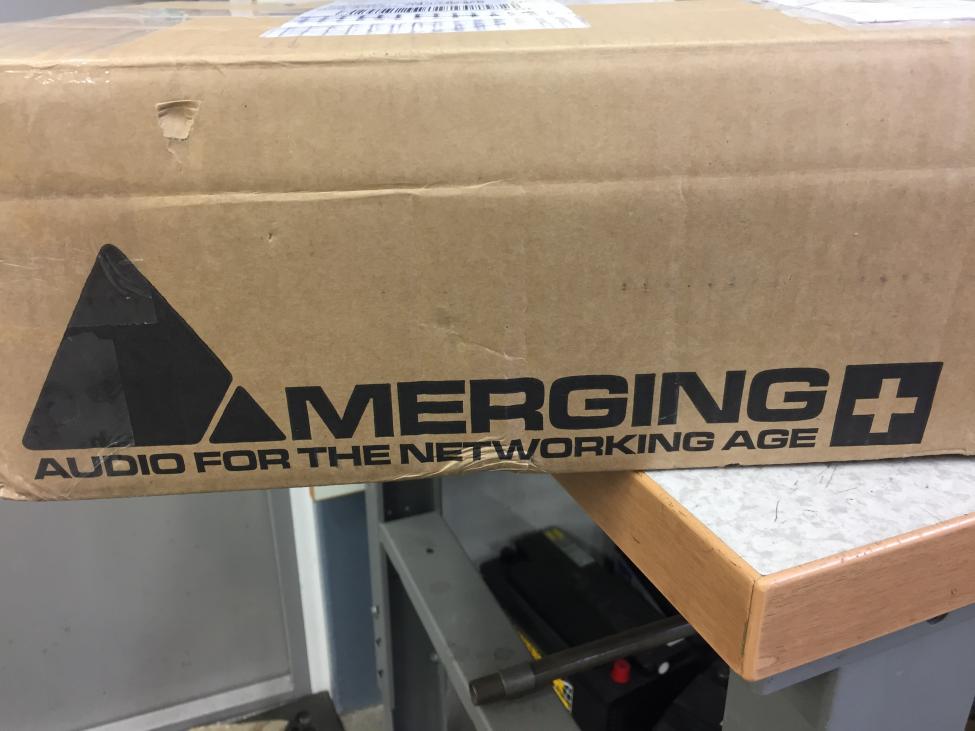 MERGING
AUDIO FOR THE NETWORKING AGE